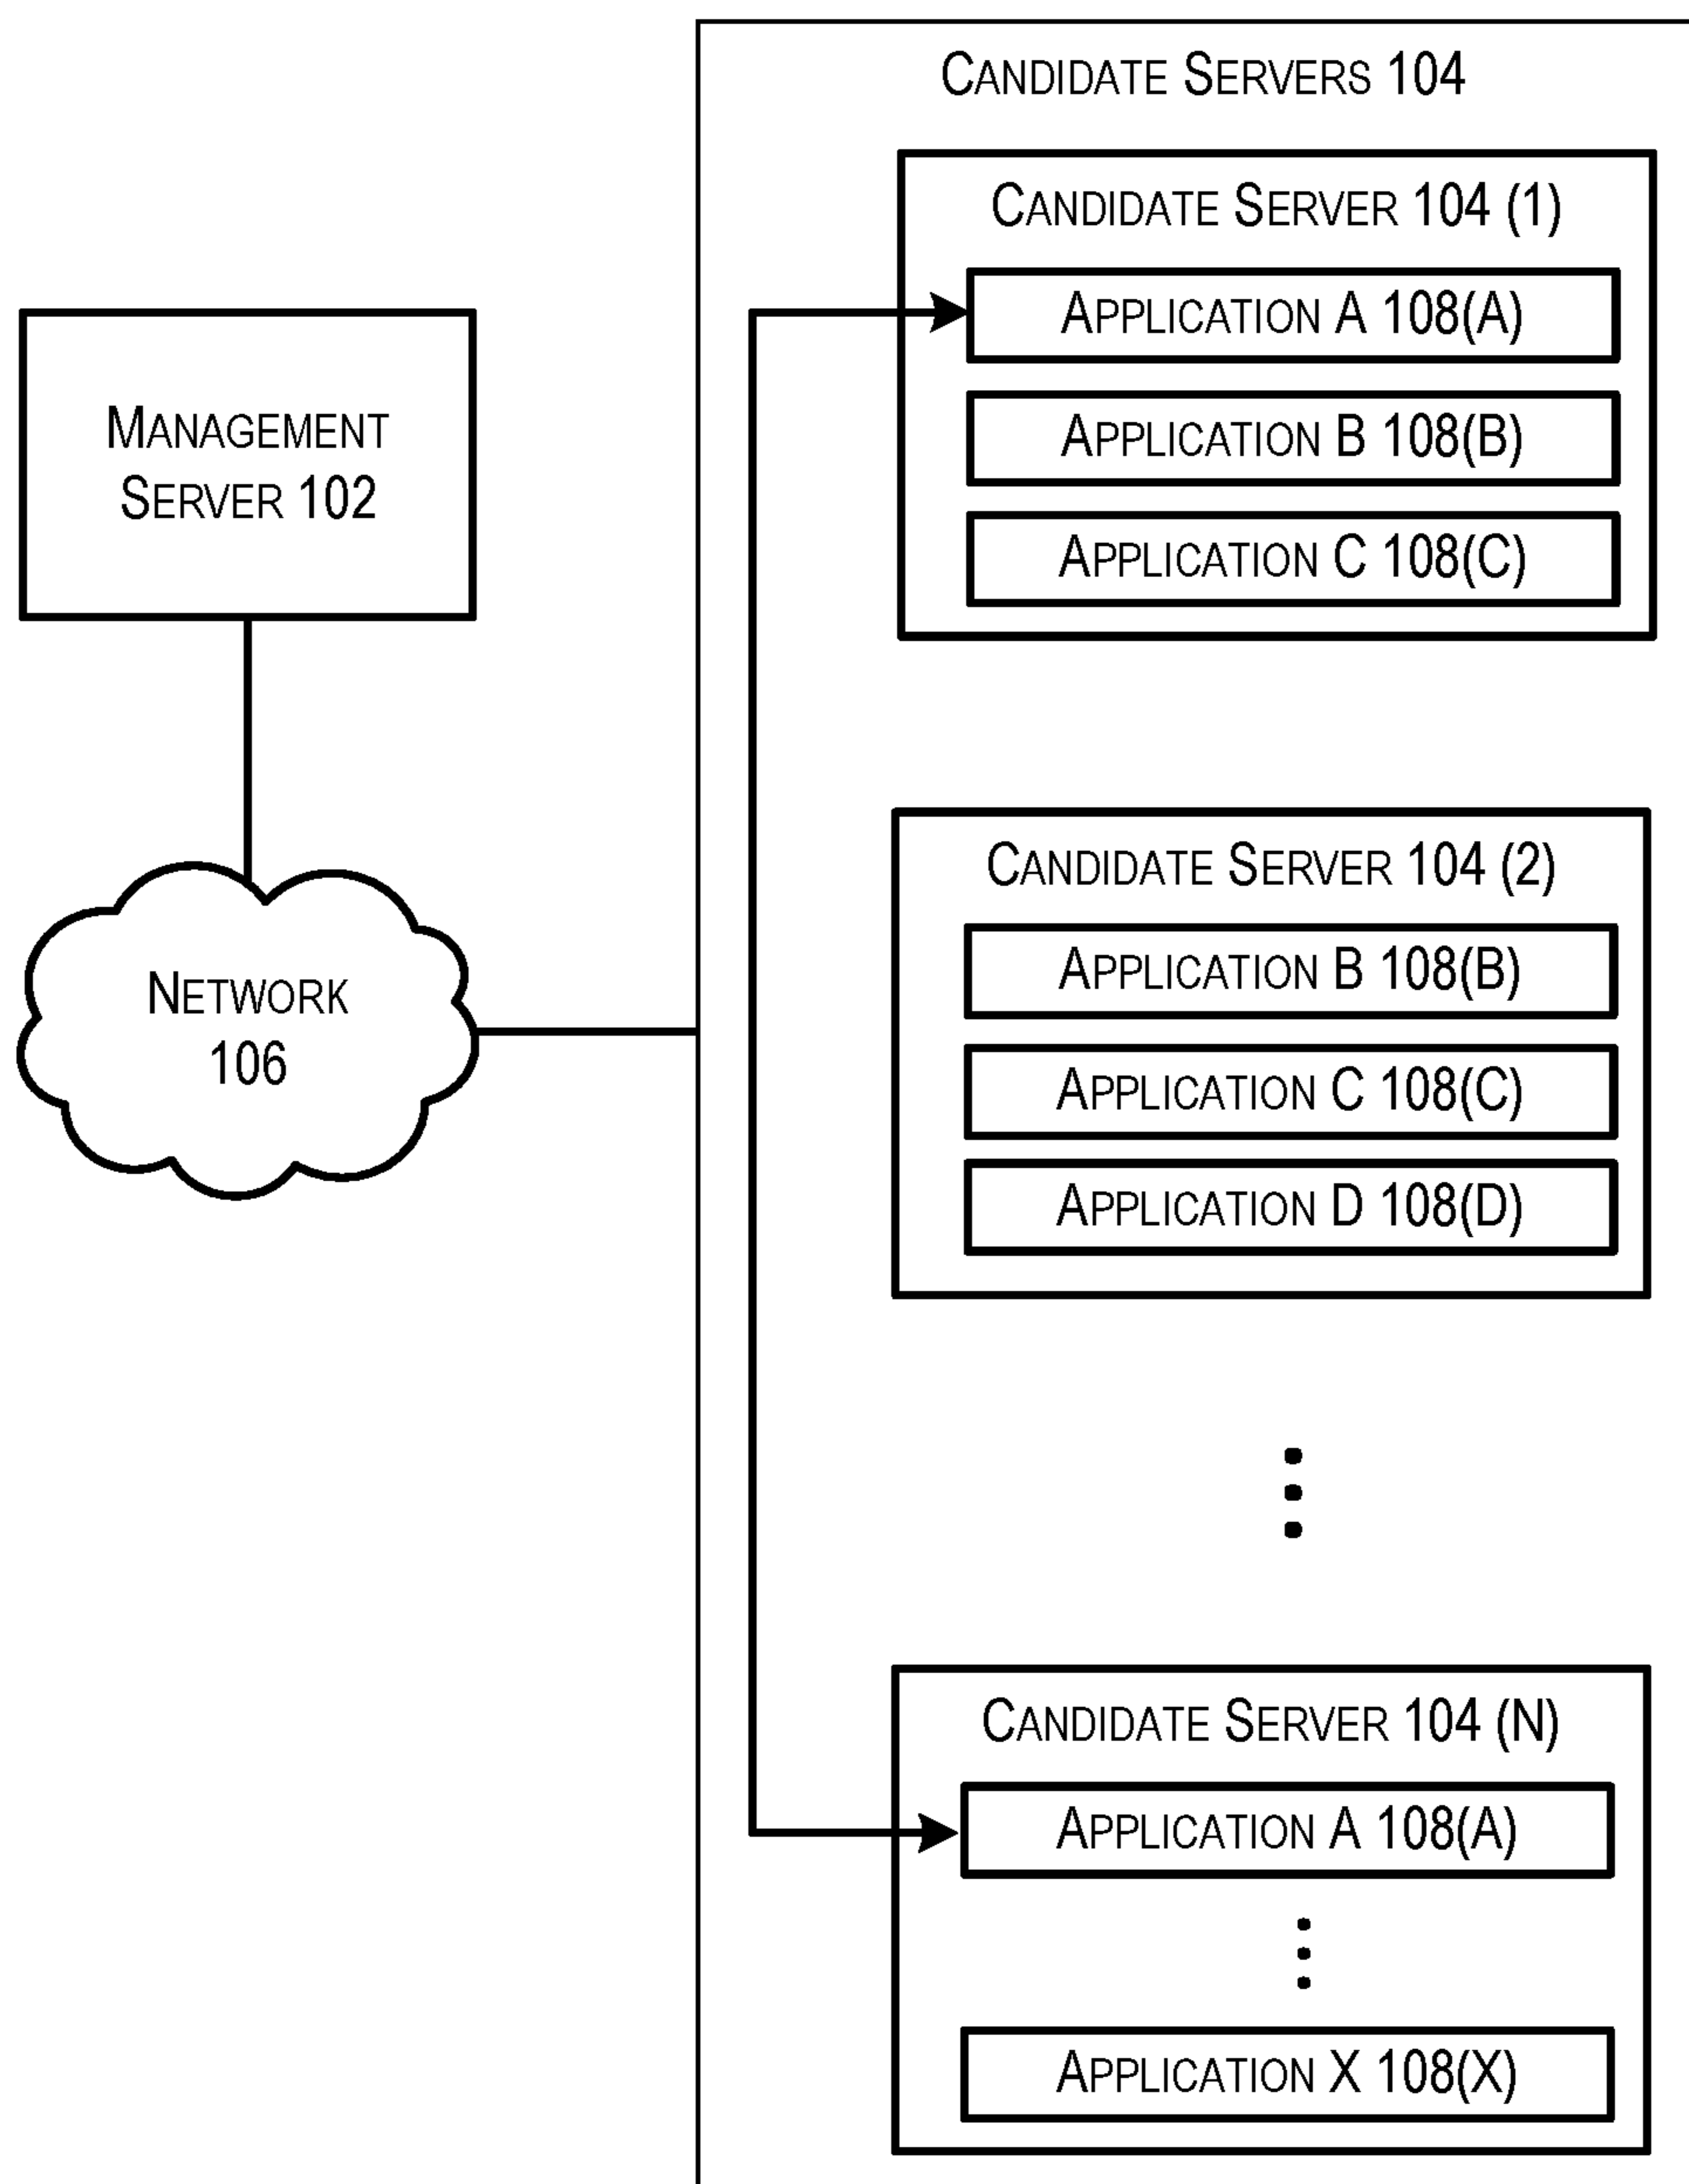 CANDIDATE SERVERS 104
CANDIDATE SERVER 104 (1)
APPLICATION A 108(A)
APPLICATION B 108(B)
APPLICATION C 108(C)
MANAGEMENT
SERVER 102
CANDIDATE SERVER 104 (2)
APPLICATION B 108(B)
APPLICATION C 108(C)
APPLICATION D 108(D)
NETWORK
106
CANDIDATE SERVER 104 (N)
APPLICATION A 108(A)
APPLICATION X 108(X)